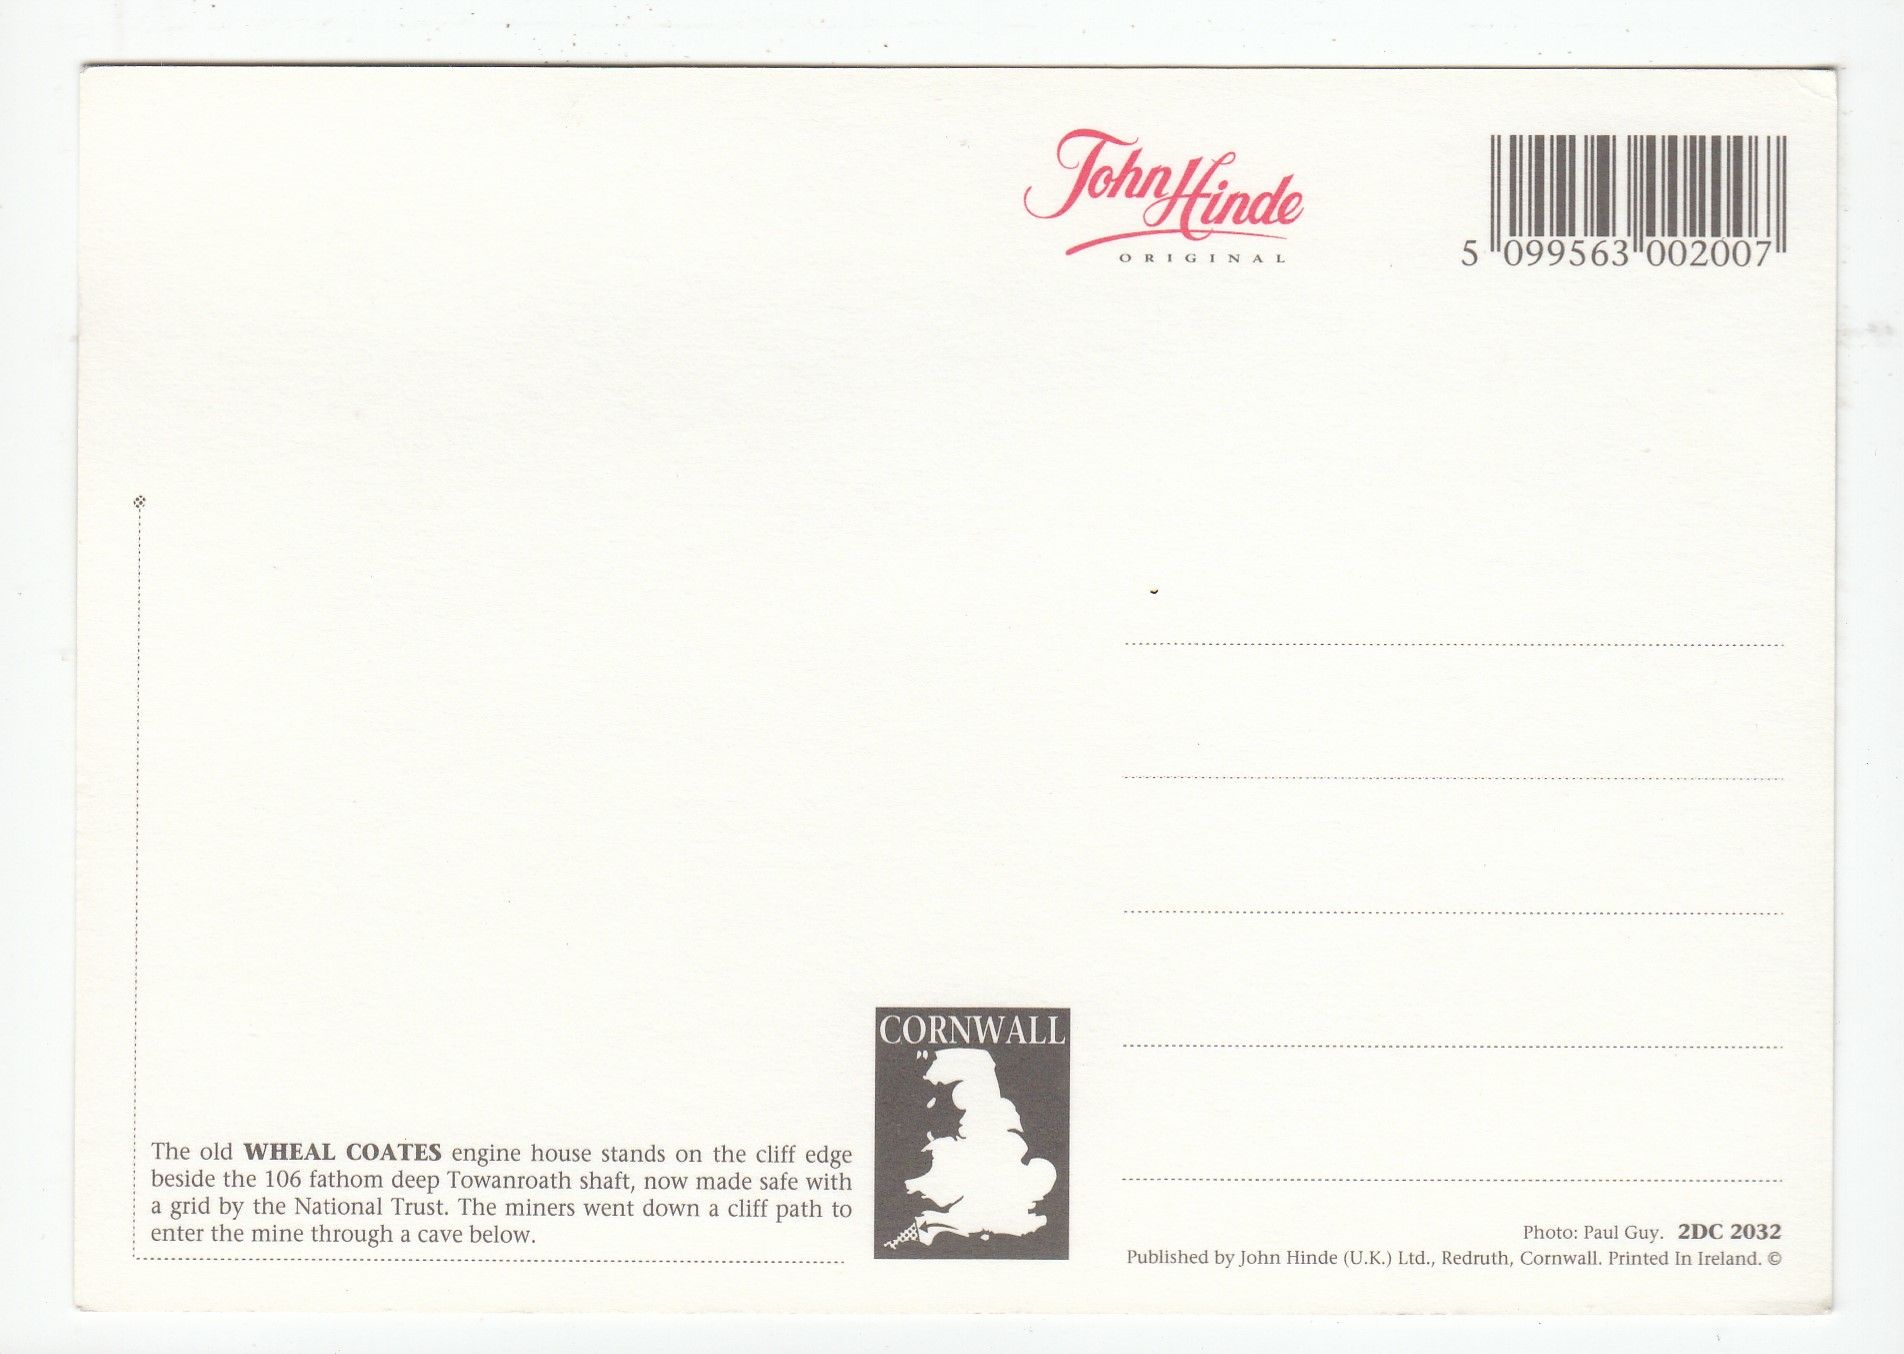 John Hinde
ORIGINAL
5 099563 002007
CORNWALL
The old WHEAL COATES engine house stands on the cliff edge
beside the 106 fathom deep Towanroath shaft, now made safe with
a grid by the National Trust. The miners went down a cliff path to
enter the mine through a cave below.
Photo: Paul Guy. 2DC 2032
Published by John Hinde (U.K.) Ltd., Redruth, Cornwall. Printed In Ireland. ©